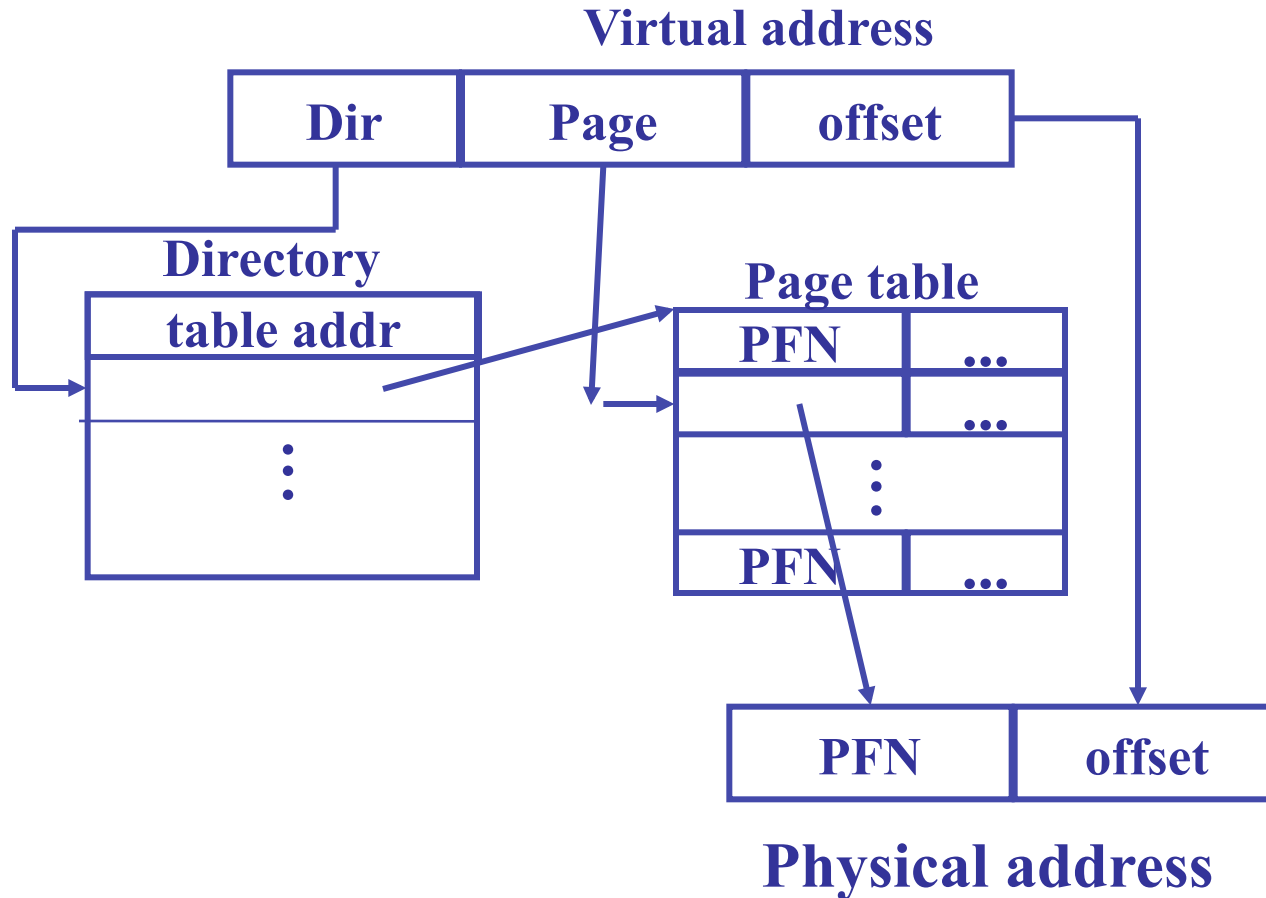 Virtual address
Dir Page offset
Directory
table addr
Page table
PFN ...
...
PFN ...
PFN offset
Physical address